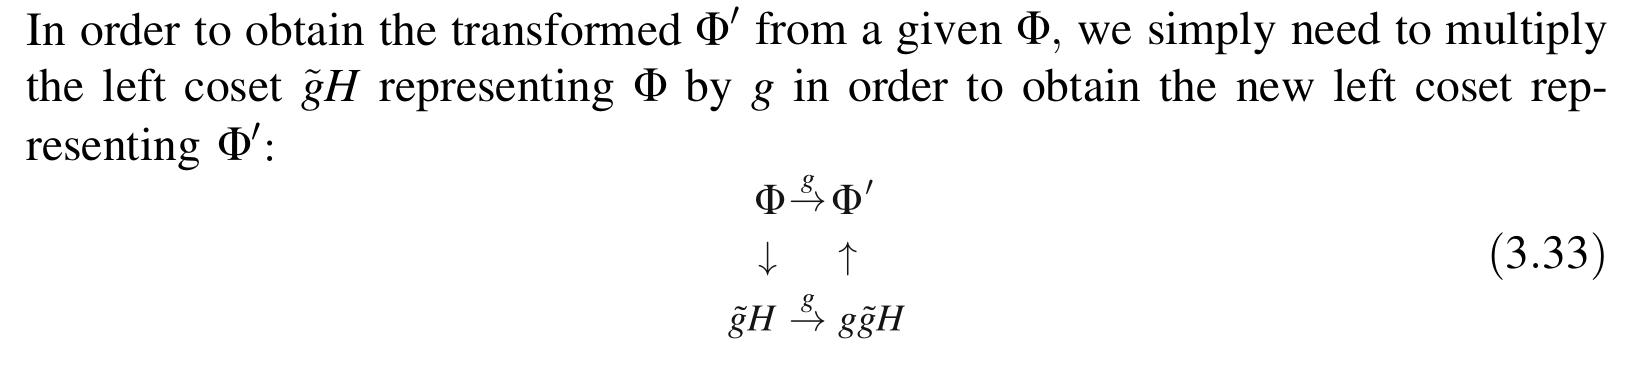 In order to obtain the transformed Φ′ from a given Φ, we simply need to multiply
the left coset g̃H representing Φ by g in order to obtain the new left coset rep-
resenting Φ′:
Φ →^g Φ′
↓ ↑ (3.33)
g̃H →^g gg̃H